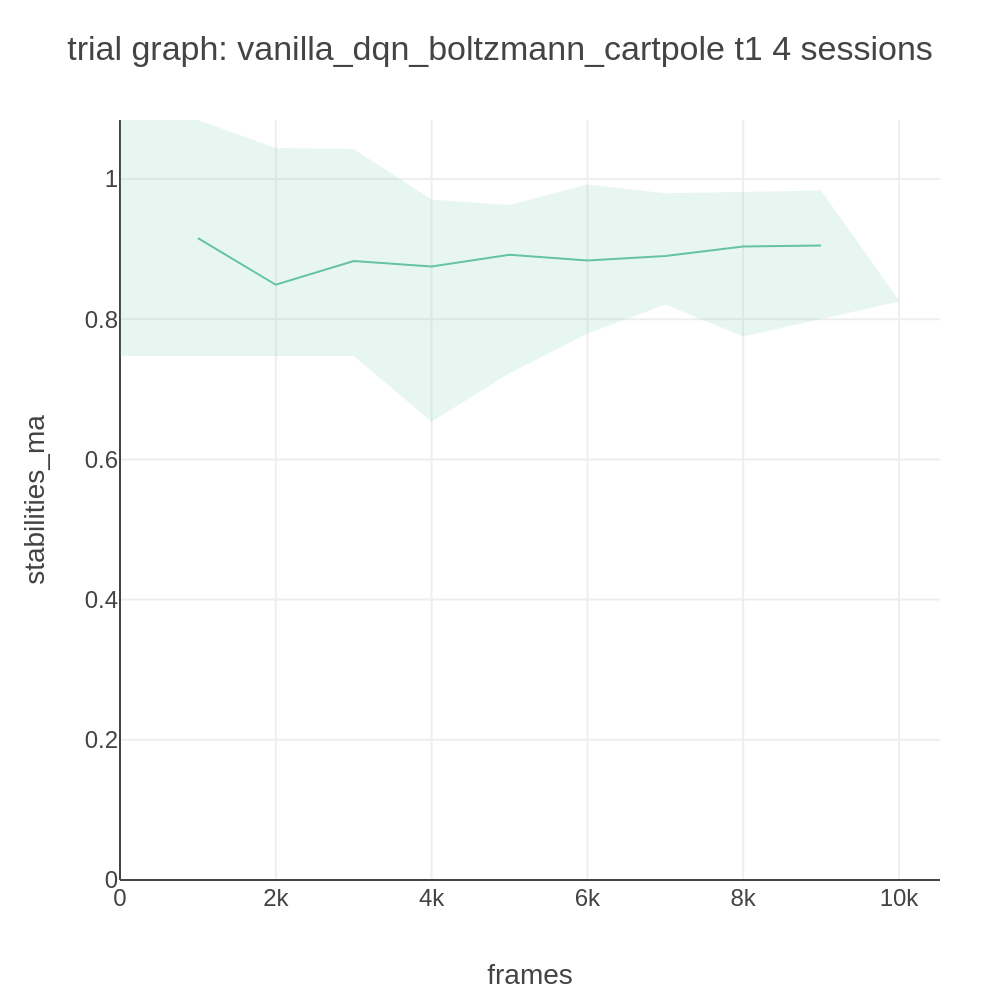 trial graph: vanilla_dqn_boltzmann_cartpole t1 4 sessions
1
0.8
0.6
0.4
0.2
0
stabilities_ma
0 2k 4k 6k 8k 10k
frames